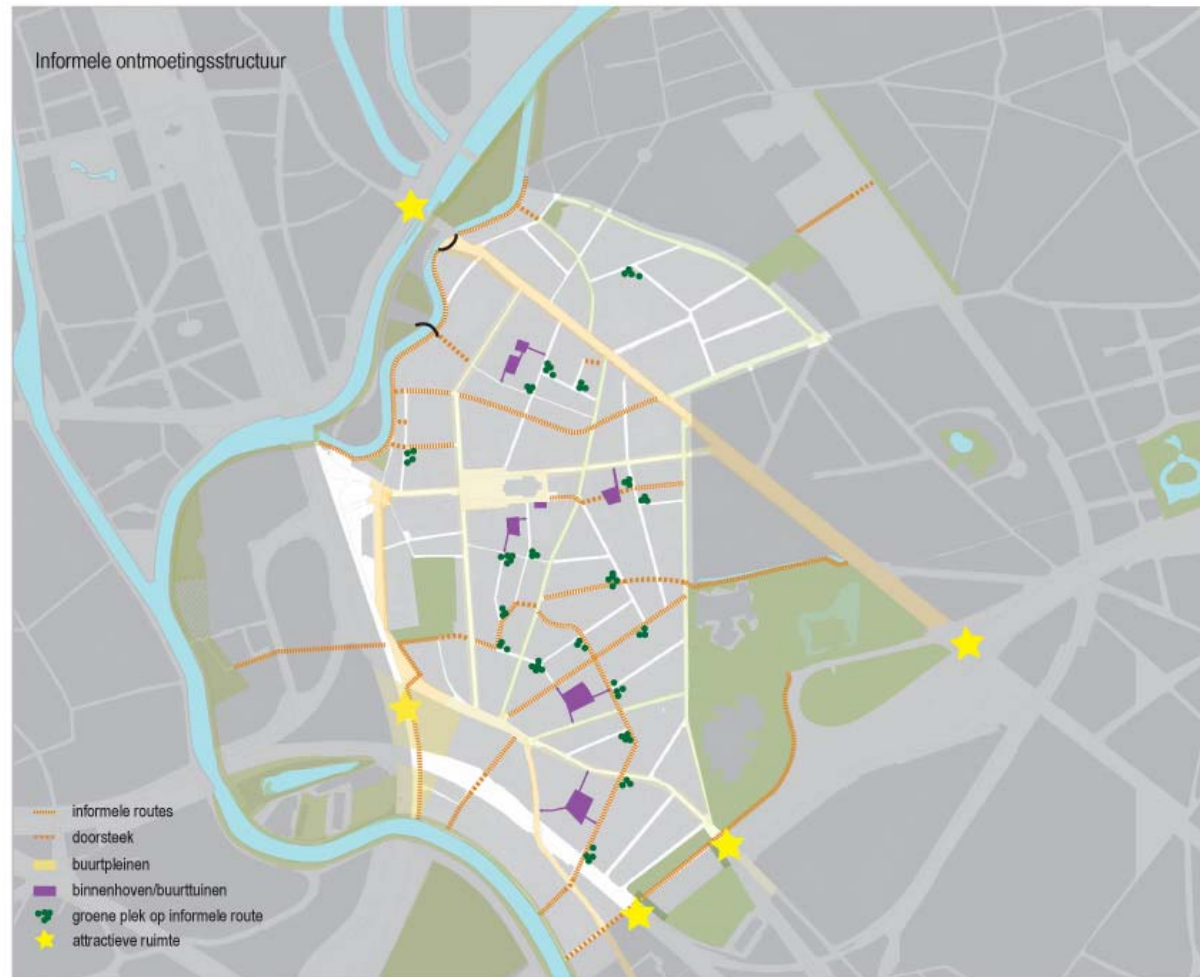 Informele ontmoetingsstructuur
informele routes
doorsteek
buurtpleinen
binnenhoven/buurttuinen
groene plek op informele route
attractieve ruimte